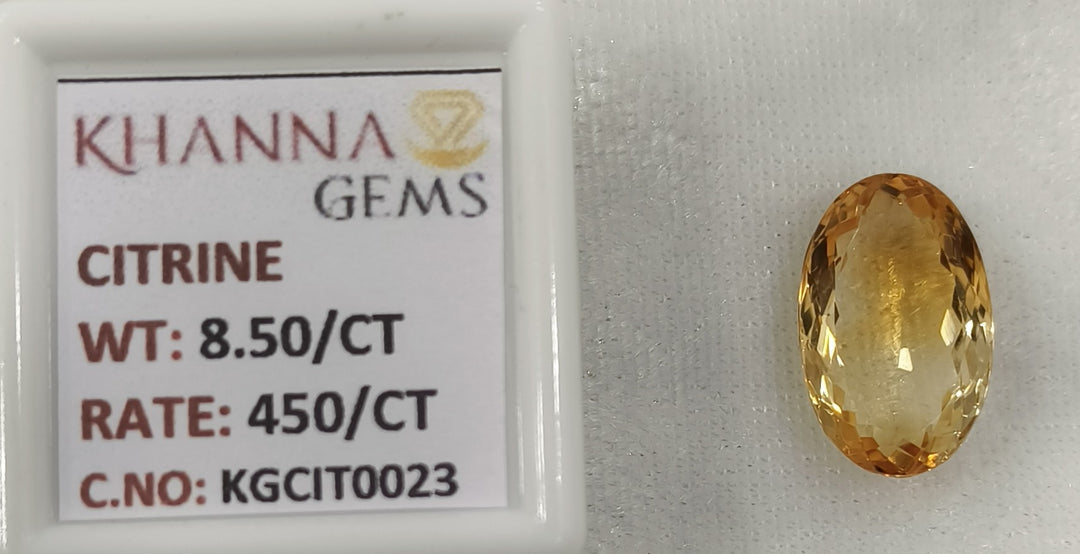 KHANNA
GEMS
CITRINE
WT: 8.50/CT
RATE: 450/CT
C.NO: KGCIT0023